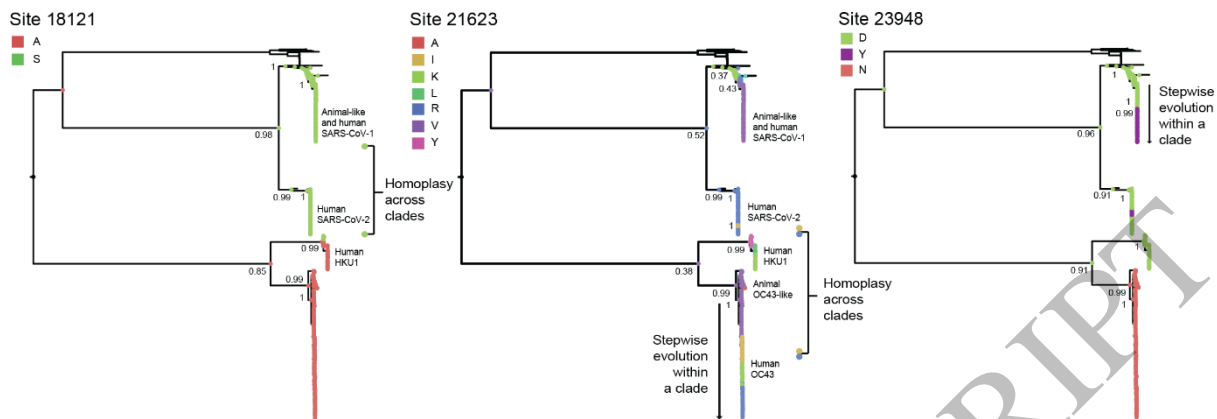 Site 18121
A
S
1
1
Animal-like
and human
SARS-CoV-1
0.98
Homoplasy
across
clades
0.99
1
Human
SARS-CoV-2
0.99
Human
HKU1
0.85
0.99
1
Site 21623
A
I
K
L
R
V
Y
0.37
0.43
Animal-like
and human
SARS-CoV-1
0.52
0.99
1
Human
SARS-CoV-2
1
0.99
Human
HKU1
0.38
0.99
Animal
OC43-like
1
Homoplasy
across
clades
Stepwise
evolution
within
a clade
Human
OC43
Site 23948
D
Y
N
1
1
0.99
Stepwise
evolution
within a
clade
0.96
0.91
1
1
0.91
0.99
1
RIPT